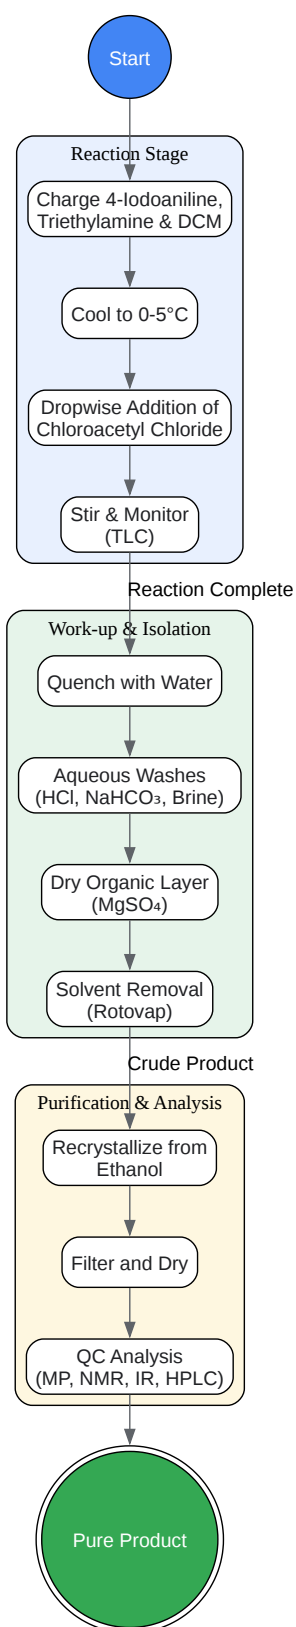 Start
Reaction Stage
Charge 4-Iodoaniline,
Triethylamine & DCM
Cool to 0-5°C
Dropwise Addition of
Chloroacetyl Chloride
Stir & Monitor
(TLC)
Reaction Complete
Work-up & Isolation
Quench with Water
Aqueous Washes
(HCl, NaHCO₃, Brine)
Dry Organic Layer
(MgSO₄)
Solvent Removal
(Rotovap)
Crude Product
Purification & Analysis
Recrystallize from
Ethanol
Filter and Dry
QC Analysis
(MP, NMR, IR, HPLC)
Pure Product